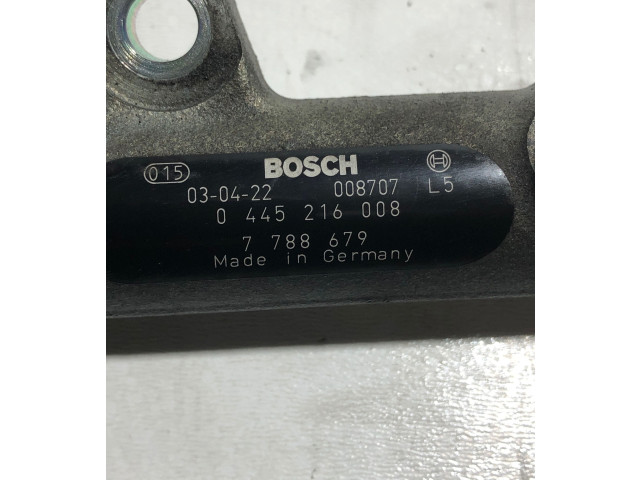 015 BOSCH
03-04-22 008707 L5
0 445 216 008
7 788 679
Made in Germany